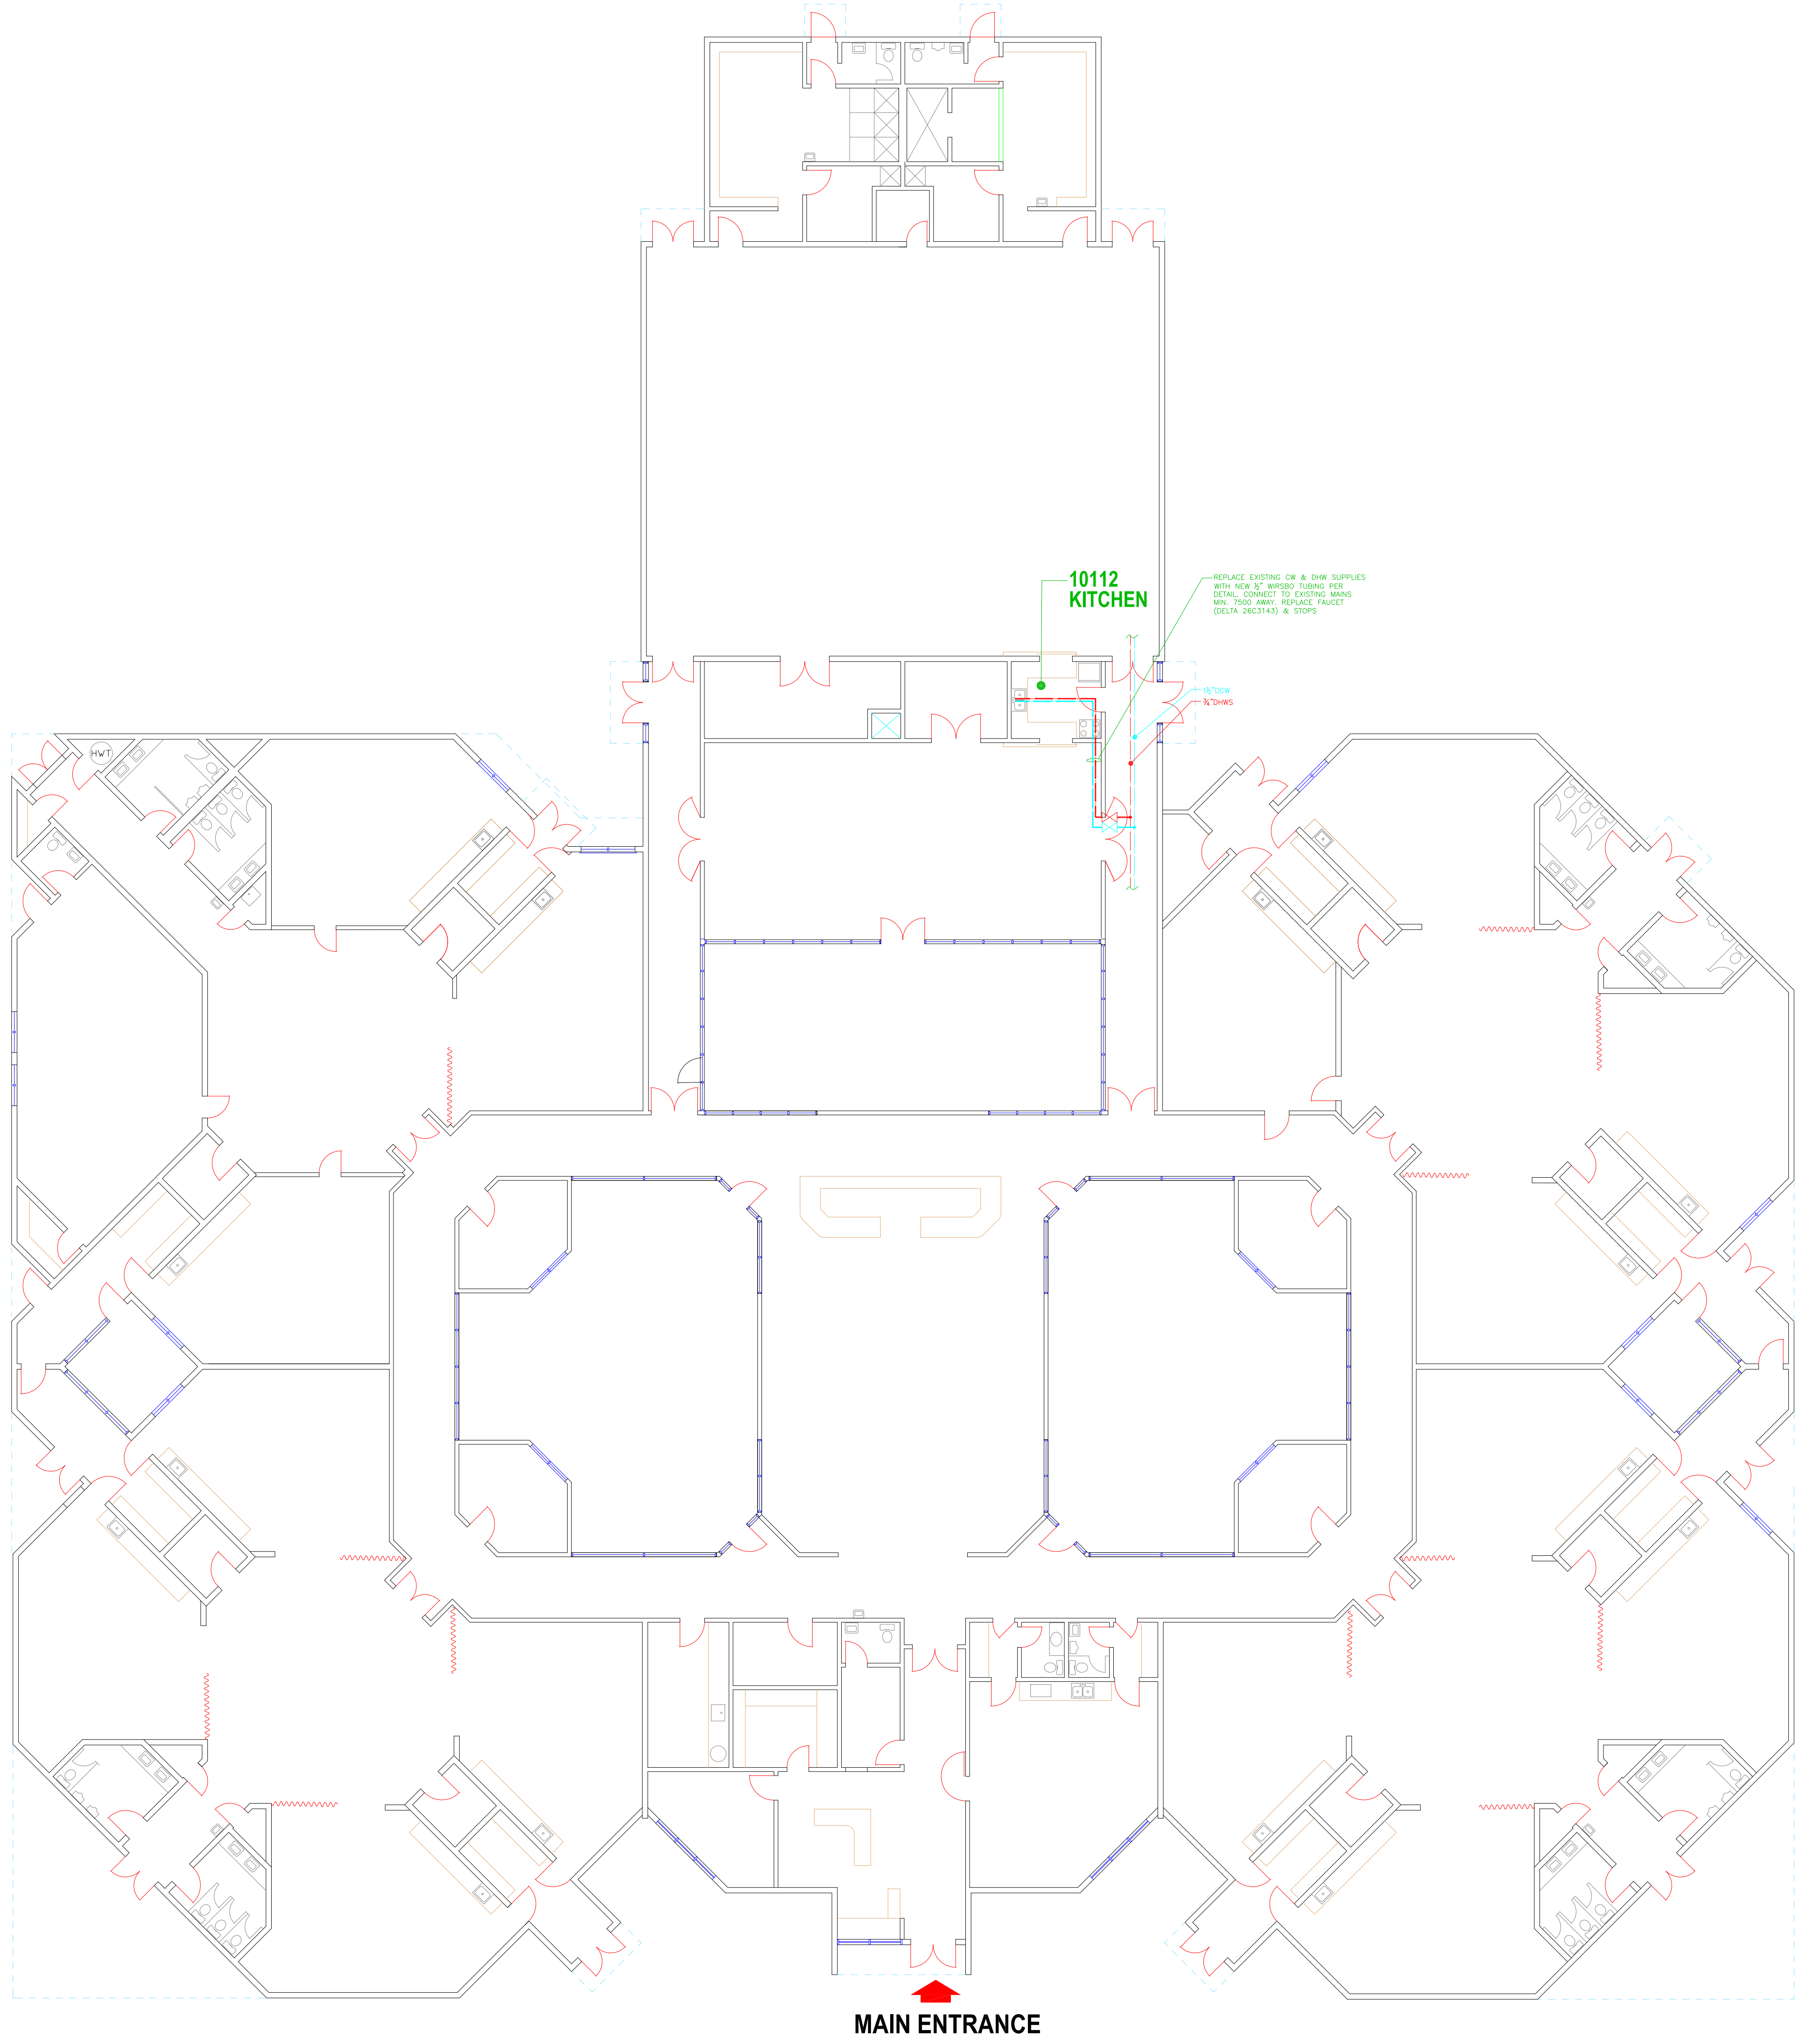 10112
KITCHEN
REPLACE EXISTING CW & DHW SUPPLIES
WITH NEW ½" WIRSBO TUBING PER
DETAIL. CONNECT TO EXISTING MAINS
MIN. 7500 AWAY. REPLACE FAUCET
(DELTA 26C3143) & STOPS
1½"DCW
¾"DHWS
HWT
MAIN ENTRANCE